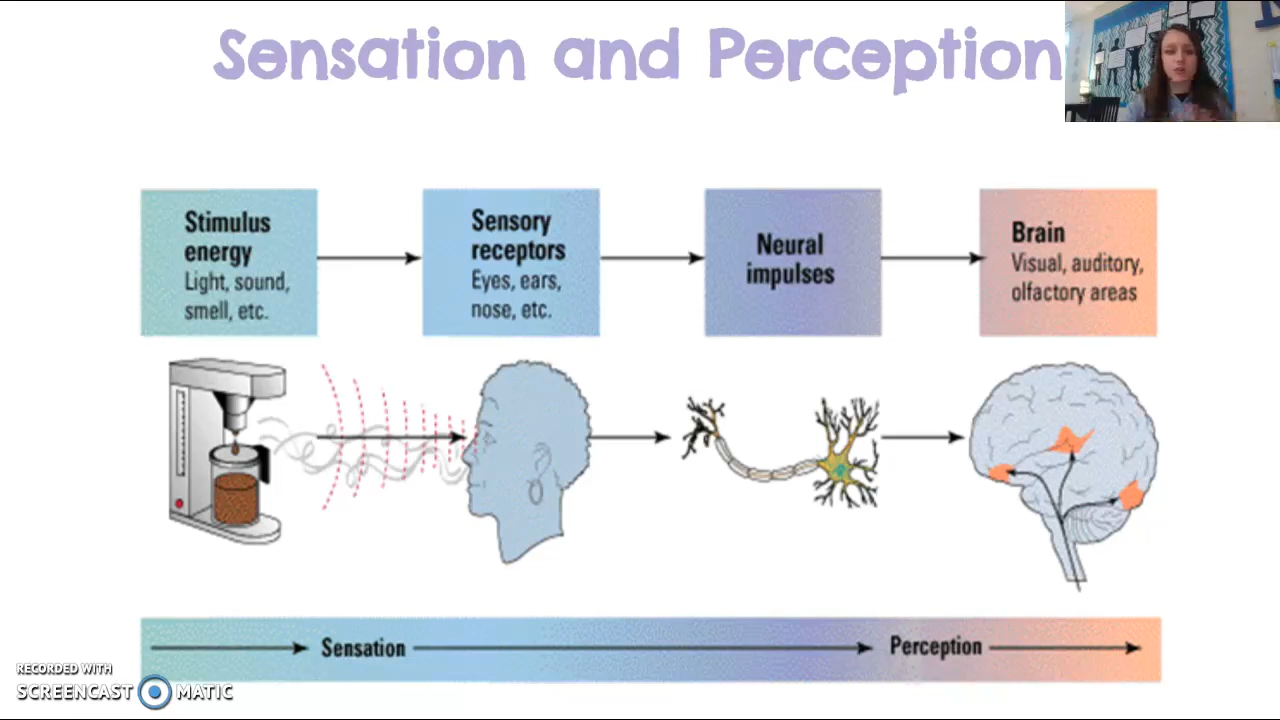 Sensation and Perception
Stimulus
energy
Light, sound,
smell, etc.
Sensory
receptors
Eyes, ears,
nose, etc.
Neural
impulses
Brain
Visual, auditory,
olfactory areas
Sensation
Perception
RECORDED WITH
SCREENCAST MATIC